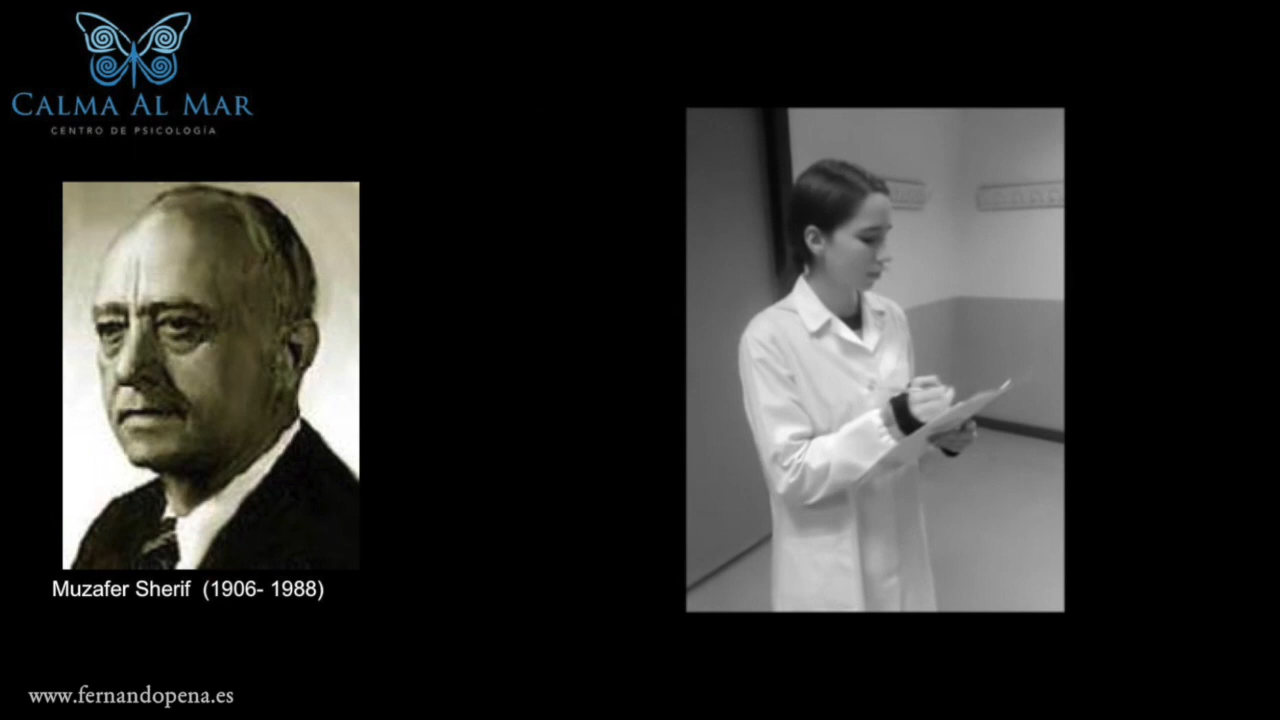 CALMA AL MAR
CENTRO DE PSICOLOGÍA
Muzafer Sherif (1906- 1988)
www.fernandopena.es